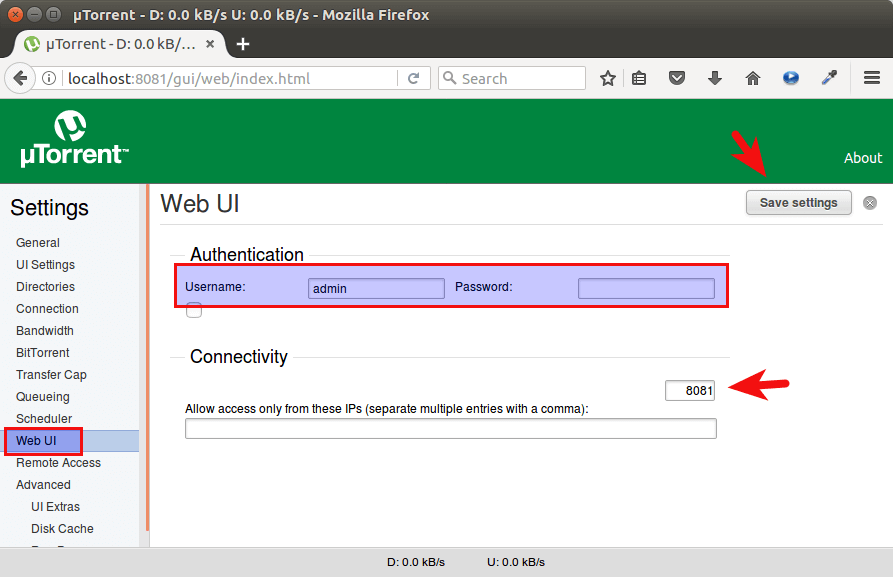 µTorrent - D: 0.0 kB/s U: 0.0 kB/s - Mozilla Firefox
µTorrent - D: 0.0 kB/...
localhost:8081/gui/web/index.html
Search
µTorrent™
About
Settings
General
UI Settings
Directories
Connection
Bandwidth
BitTorrent
Transfer Cap
Queueing
Scheduler
Web UI
Remote Access
Advanced
UI Extras
Disk Cache
Web UI
Save settings
Authentication
Username: admin Password:
Connectivity
8081
Allow access only from these IPs (separate multiple entries with a comma):
D: 0.0 kB/s U: 0.0 kB/s